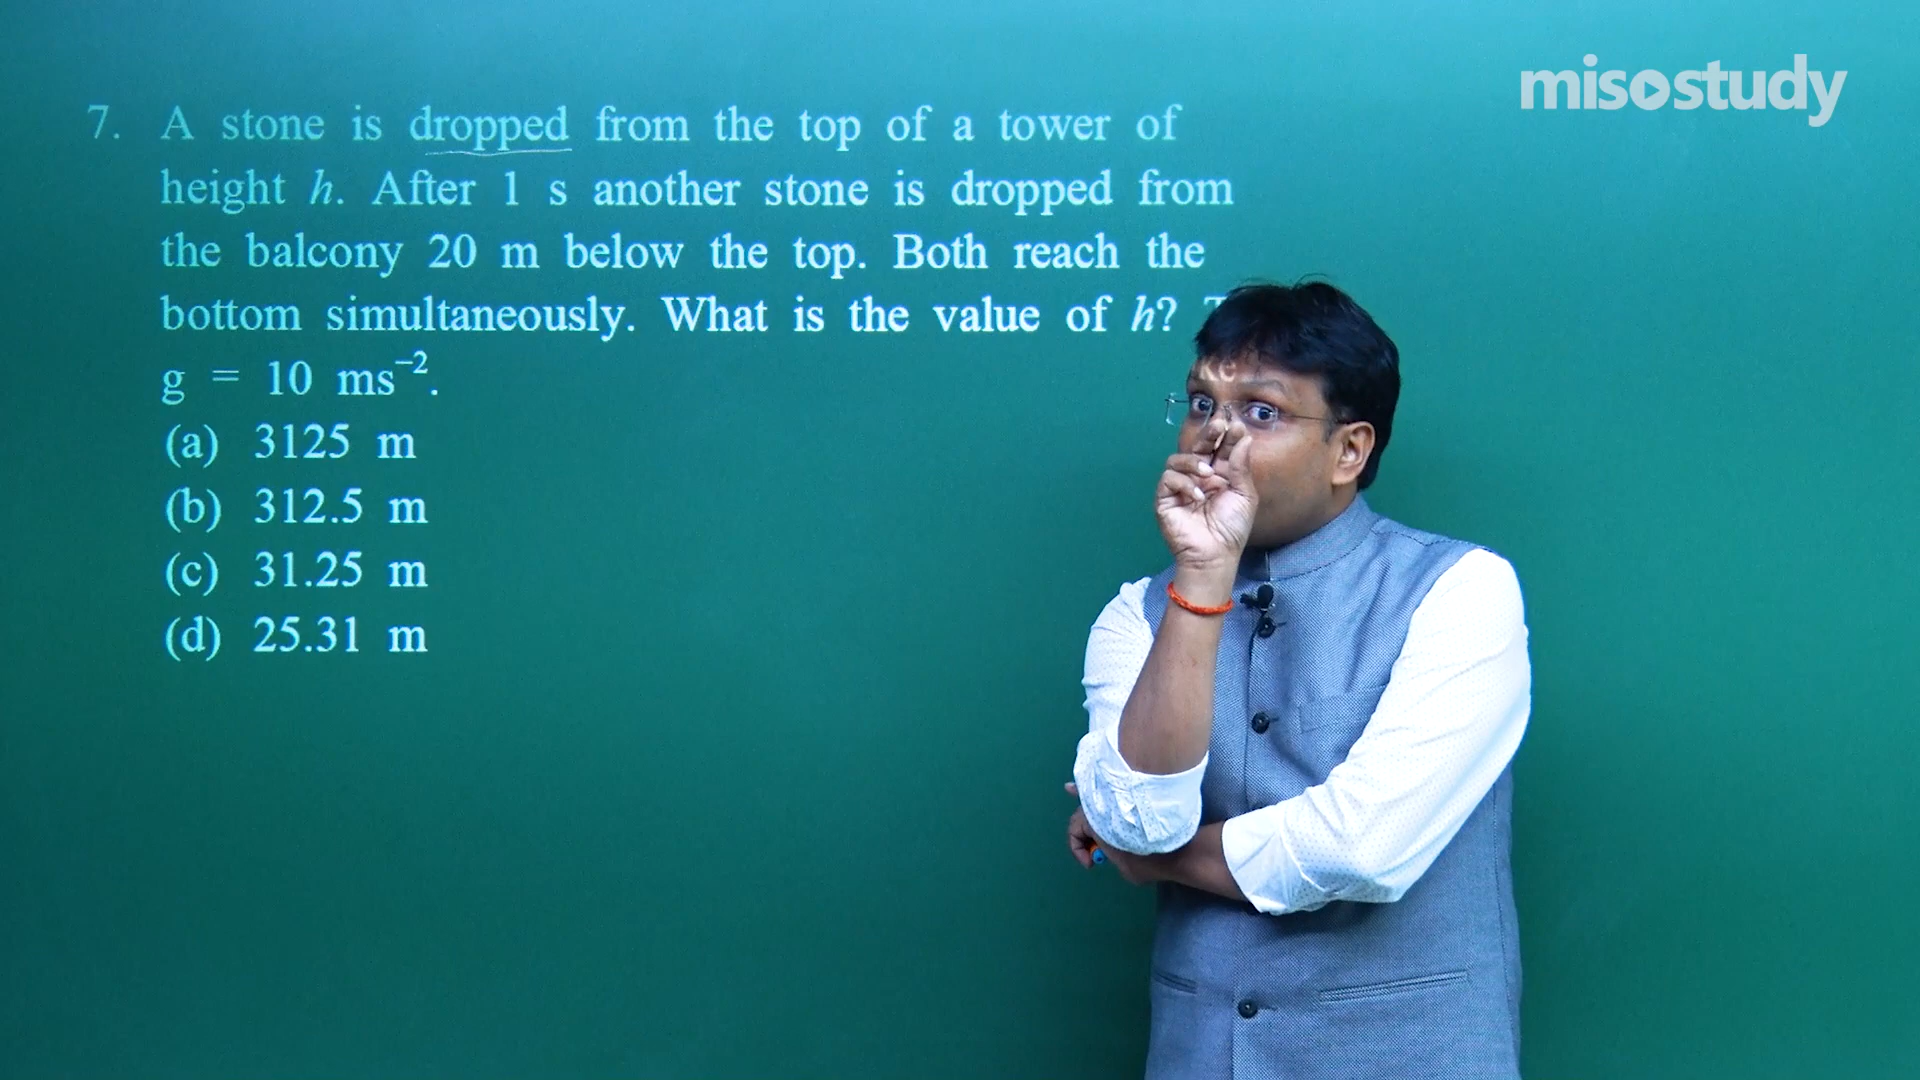 misostudy
7. A stone is dropped from the top of a tower of
height h. After 1 s another stone is dropped from
the balcony 20 m below the top. Both reach the
bottom simultaneously. What is the value of h?
g = 10 ms⁻².
(a) 3125 m
(b) 312.5 m
(c) 31.25 m
(d) 25.31 m